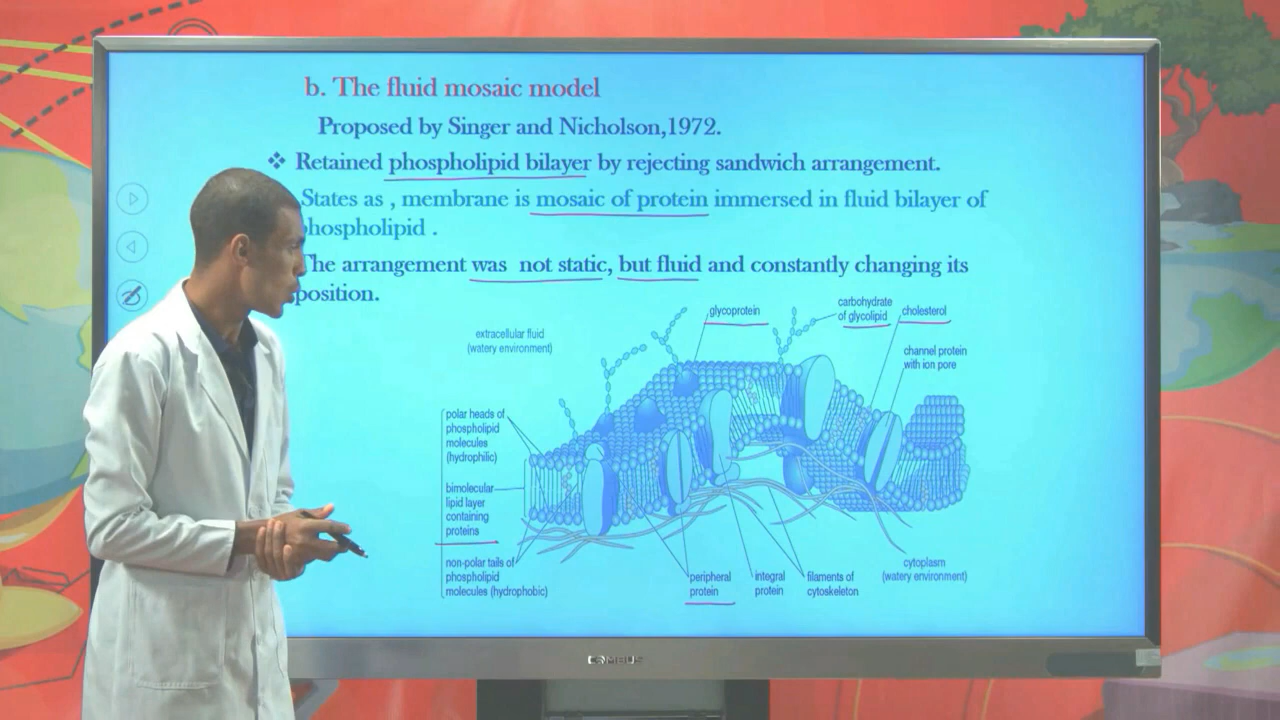 b. The fluid mosaic model
Proposed by Singer and Nicholson,1972.
❖ Retained phospholipid bilayer by rejecting sandwich arrangement.
States as , membrane is mosaic of protein immersed in fluid bilayer of
phospholipid .
The arrangement was not static, but fluid and constantly changing its
position.
extracellular fluid
(watery environment)
glycoprotein
carbohydrate
of glycolipid
cholesterol
channel protein
with ion pore
polar heads of
phospholipid
molecules
(hydrophilic)
bimolecular
lipid layer
containing
proteins
non-polar tails of
phospholipid
molecules (hydrophobic)
peripheral
protein
integral
protein
filaments of
cytoskeleton
cytoplasm
(watery environment)